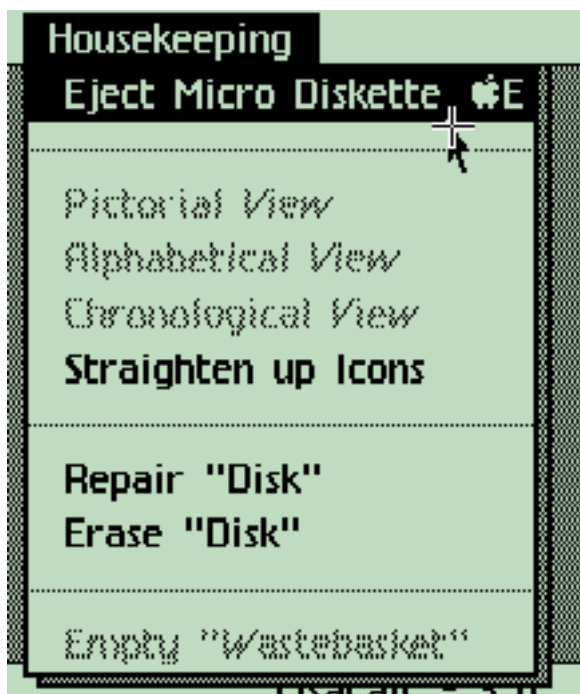 Housekeeping
Eject Micro Diskette E
Pictorial View
Alphabetical View
Chronological View
Straighten up Icons
Repair "Disk"
Erase "Disk"
Empty "Wastebasket"